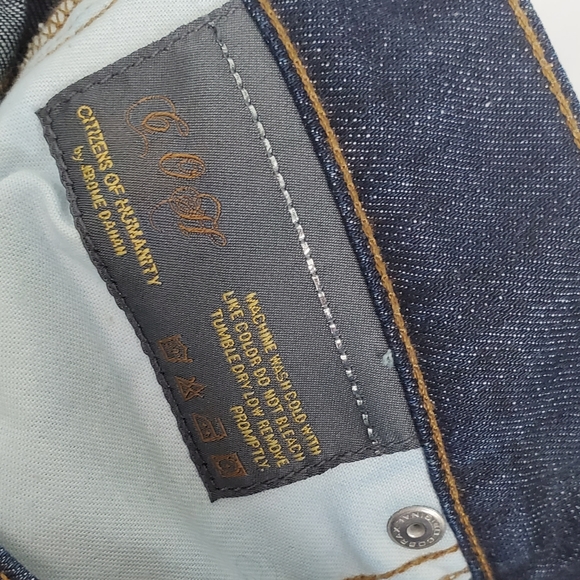 C.O.H
CITIZENS OF HUMANITY
by JEROME DAHAN
MACHINE WASH COLD WITH
LIKE COLOR DO NOT BLEACH
TUMBLE DRY LOW REMOVE
PROMPTLY.